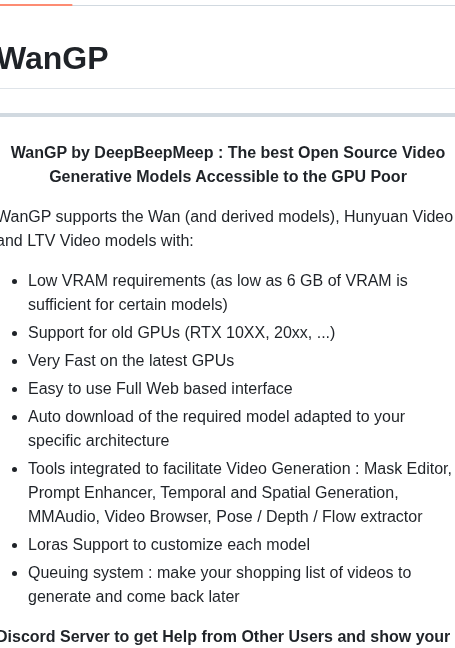 WanGP
WanGP by DeepBeepMeep : The best Open Source Video
Generative Models Accessible to the GPU Poor
WanGP supports the Wan (and derived models), Hunyuan Video
and LTV Video models with:
• Low VRAM requirements (as low as 6 GB of VRAM is
sufficient for certain models)
• Support for old GPUs (RTX 10XX, 20xx, ...)
• Very Fast on the latest GPUs
• Easy to use Full Web based interface
• Auto download of the required model adapted to your
specific architecture
• Tools integrated to facilitate Video Generation : Mask Editor,
Prompt Enhancer, Temporal and Spatial Generation,
MMAudio, Video Browser, Pose / Depth / Flow extractor
• Loras Support to customize each model
• Queuing system : make your shopping list of videos to
generate and come back later
Discord Server to get Help from Other Users and show your